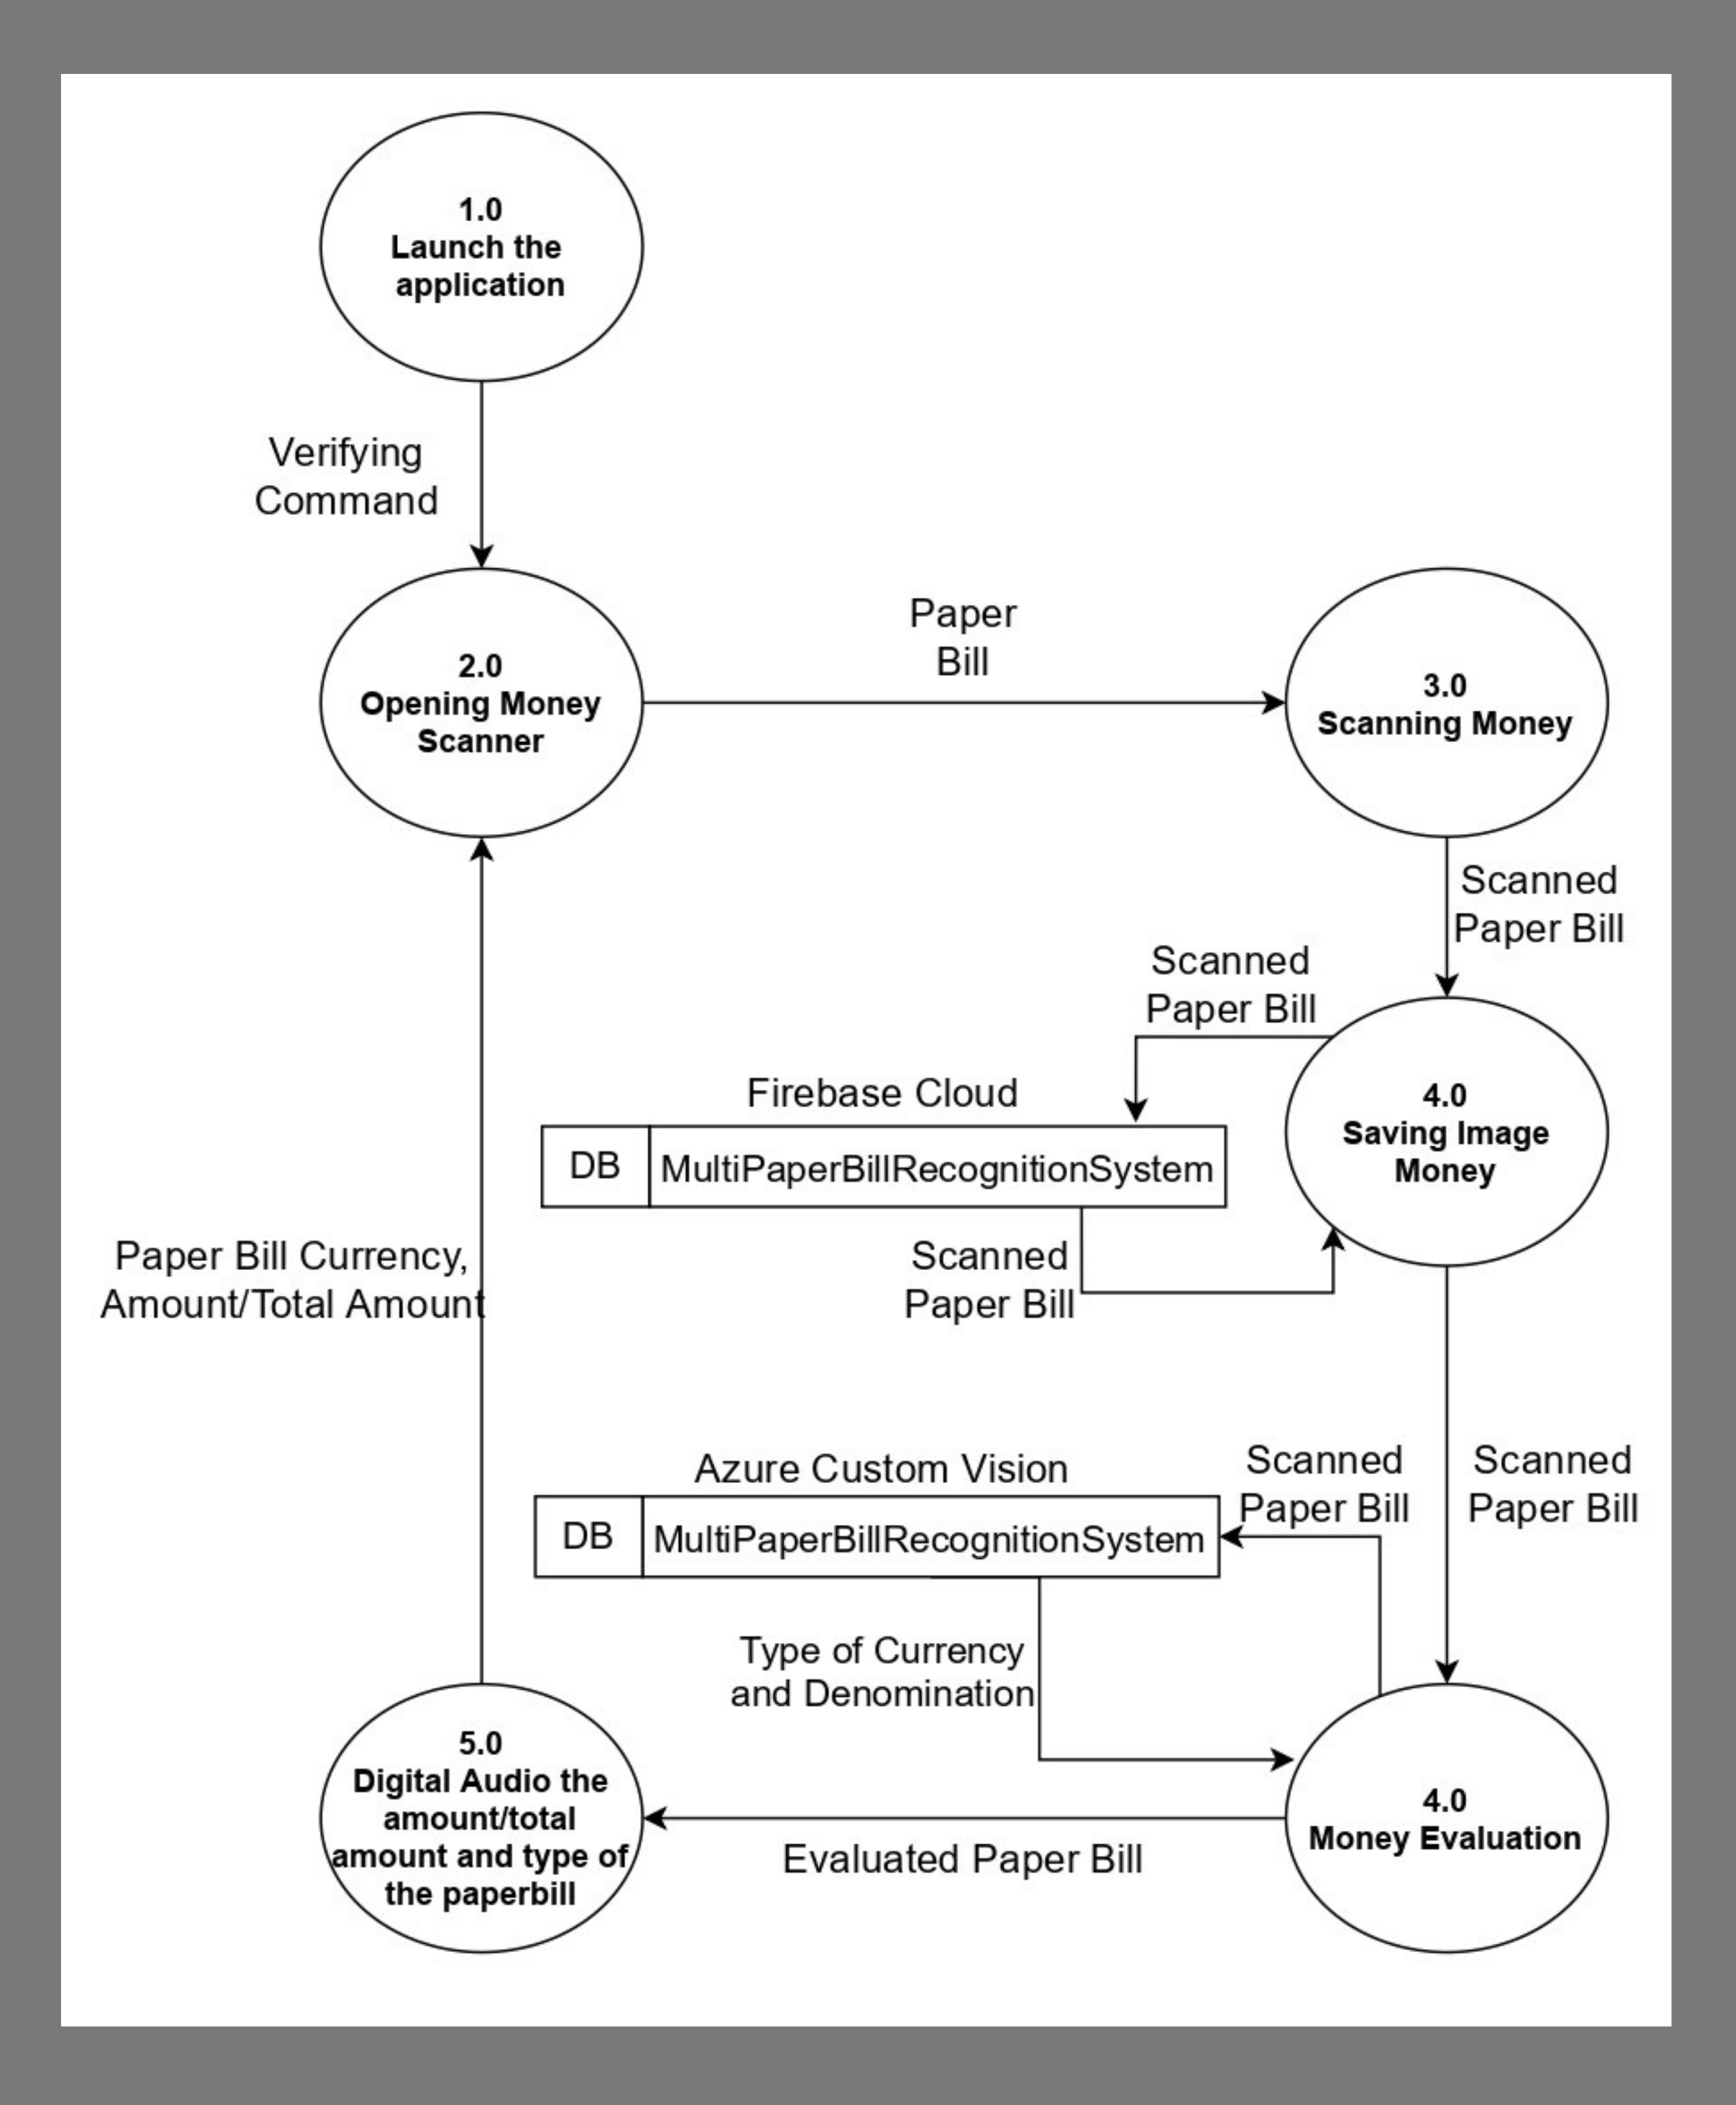 1.0
Launch the
application
Verifying
Command
2.0
Opening Money
Scanner
Paper
Bill
3.0
Scanning Money
Scanned
Paper Bill
Scanned
Paper Bill
4.0
Saving Image
Money
Firebase Cloud
DB MultiPaperBillRecognitionSystem
Scanned
Paper Bill
Paper Bill Currency,
Amount/Total Amount
Scanned
Paper Bill
Scanned
Paper Bill
Azure Custom Vision
DB MultiPaperBillRecognitionSystem
Type of Currency
and Denomination
4.0
Money Evaluation
Evaluated Paper Bill
5.0
Digital Audio the
amount/total
amount and type of
the paperbill